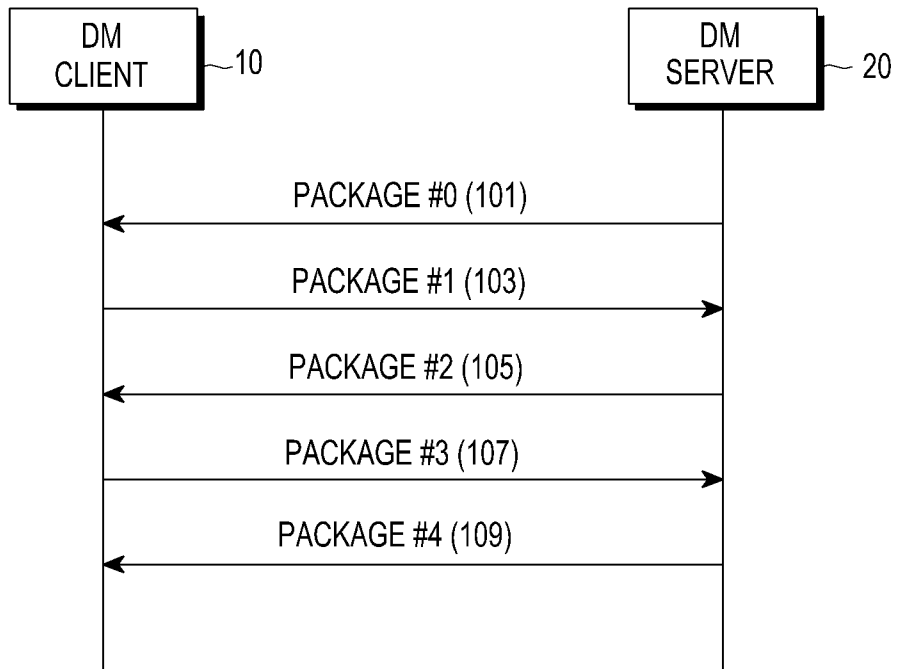 DM
CLIENT
10
DM
SERVER
20
PACKAGE #0 (101)
PACKAGE #1 (103)
PACKAGE #2 (105)
PACKAGE #3 (107)
PACKAGE #4 (109)